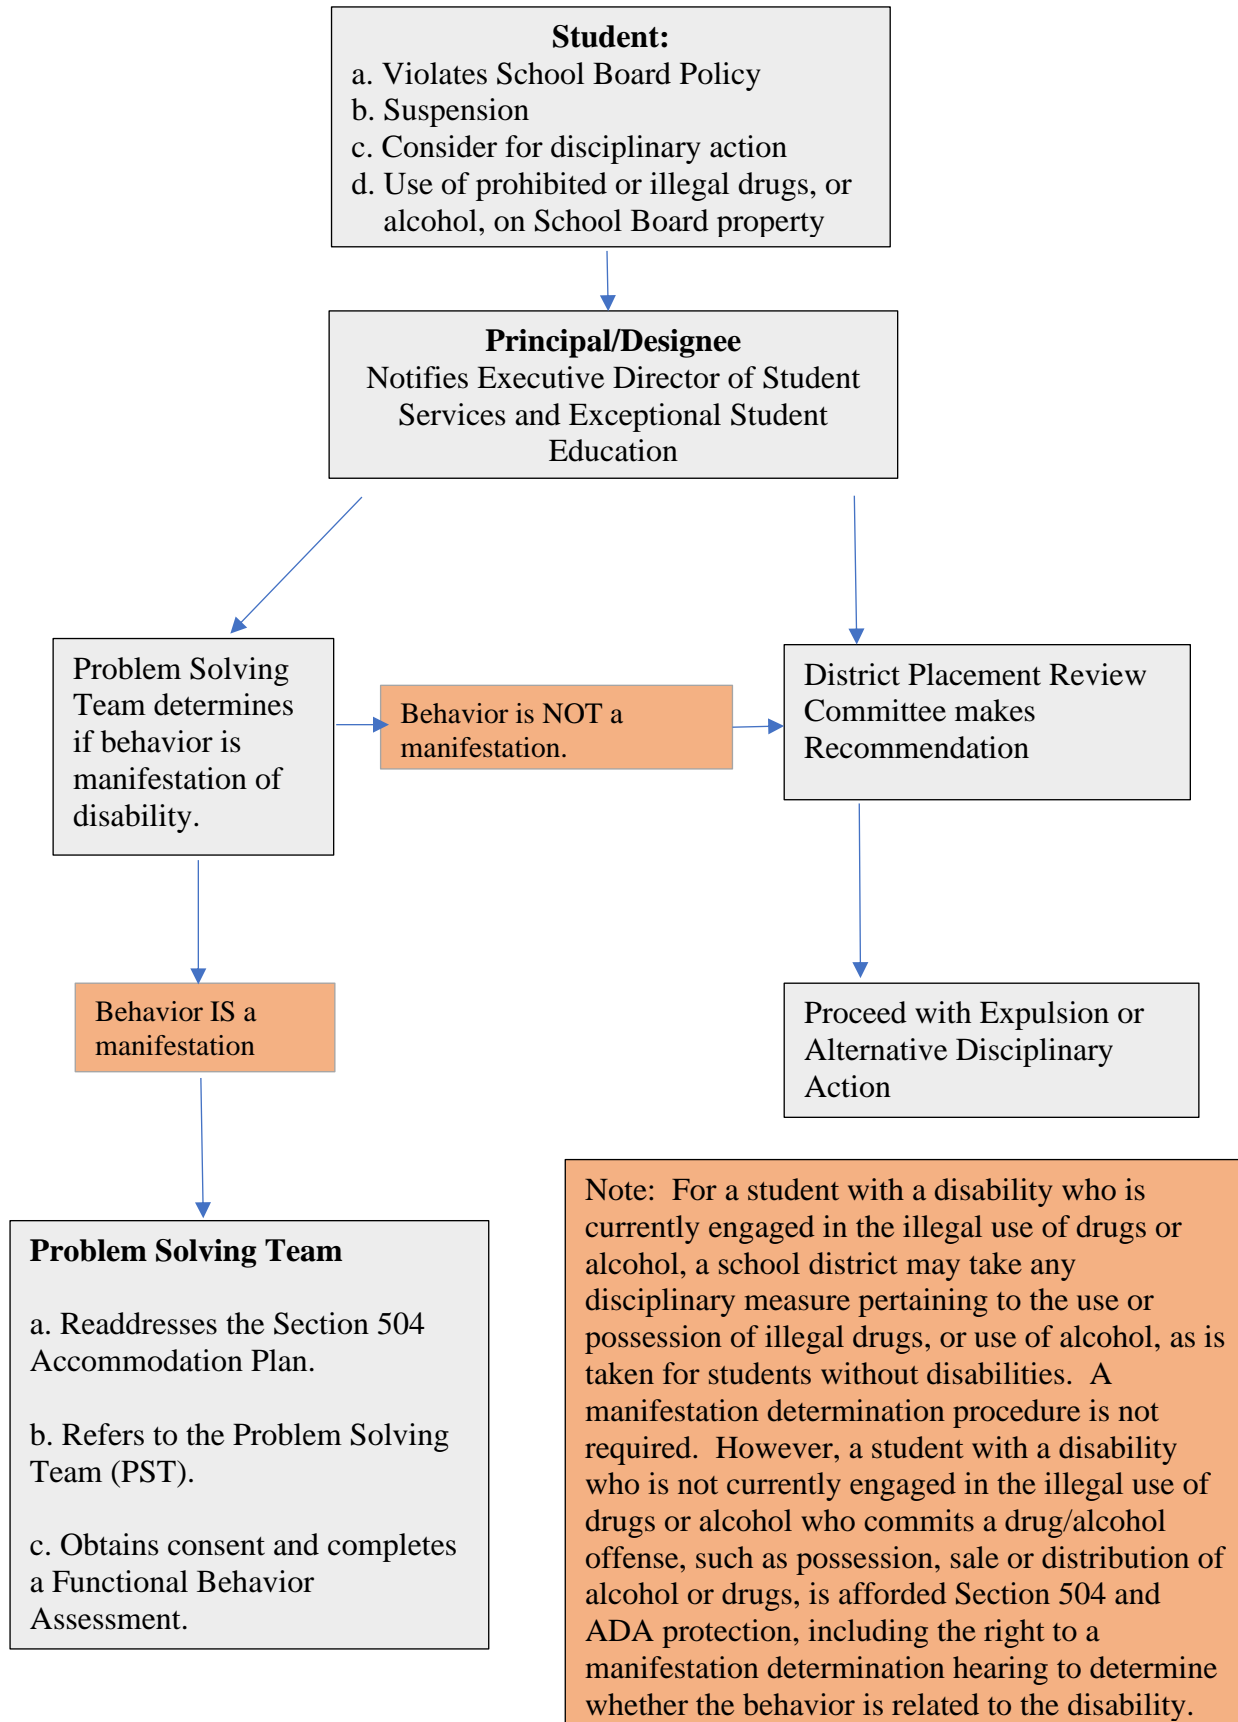 Student:
a. Violates School Board Policy
b. Suspension
c. Consider for disciplinary action
d. Use of prohibited or illegal drugs, or
alcohol, on School Board property
Principal/Designee
Notifies Executive Director of Student
Services and Exceptional Student
Education
Problem Solving
Team determines
if behavior is
manifestation of
disability.
Behavior is NOT a
manifestation.
District Placement Review
Committee makes
Recommendation
Behavior IS a
manifestation
Proceed with Expulsion or
Alternative Disciplinary
Action
Problem Solving Team
a. Readdresses the Section 504
Accommodation Plan.
b. Refers to the Problem Solving
Team (PST).
c. Obtains consent and completes
a Functional Behavior
Assessment.
Note:  For a student with a disability who is
currently engaged in the illegal use of drugs or
alcohol, a school district may take any
disciplinary measure pertaining to the use or
possession of illegal drugs, or use of alcohol, as is
taken for students without disabilities.  A
manifestation determination procedure is not
required.  However, a student with a disability
who is not currently engaged in the illegal use of
drugs or alcohol who commits a drug/alcohol
offense, such as possession, sale or distribution of
alcohol or drugs, is afforded Section 504 and
ADA protection, including the right to a
manifestation determination hearing to determine
whether the behavior is related to the disability.